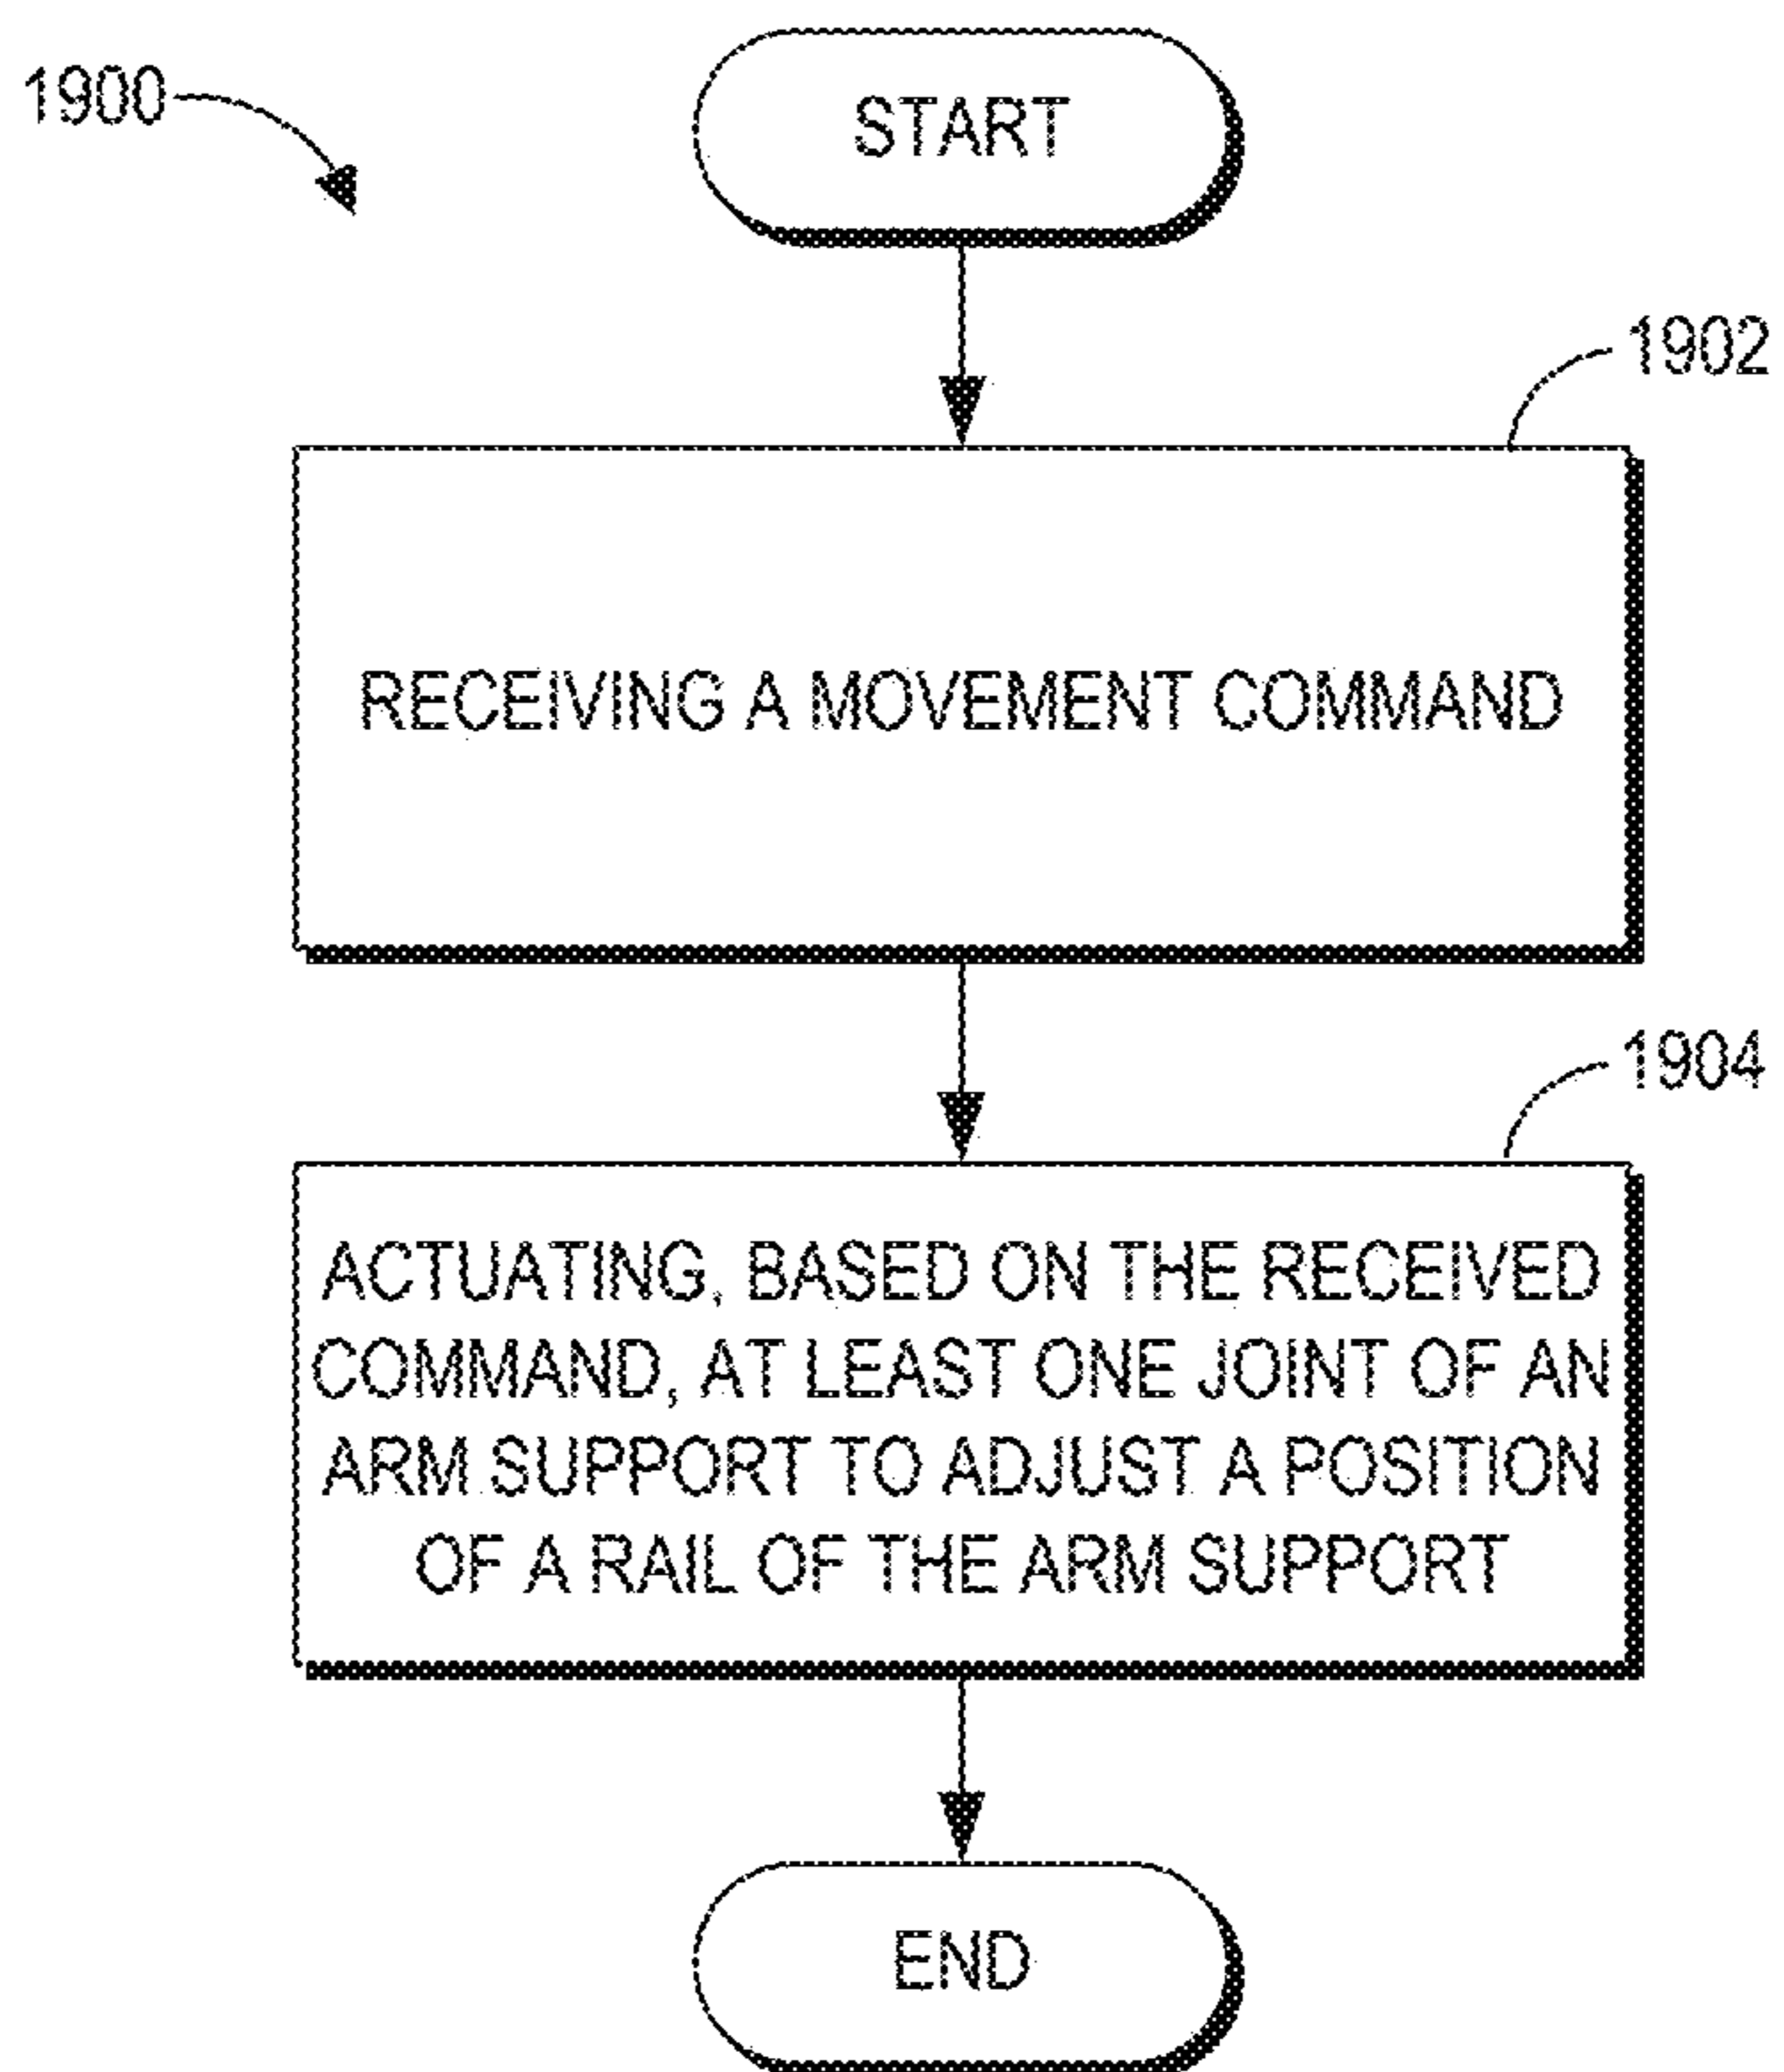 1900
START
1902
RECEIVING A MOVEMENT COMMAND
1904
ACTUATING, BASED ON THE RECEIVED
COMMAND, AT LEAST ONE JOINT OF AN
ARM SUPPORT TO ADJUST A POSITION
OF A RAIL OF THE ARM SUPPORT
END